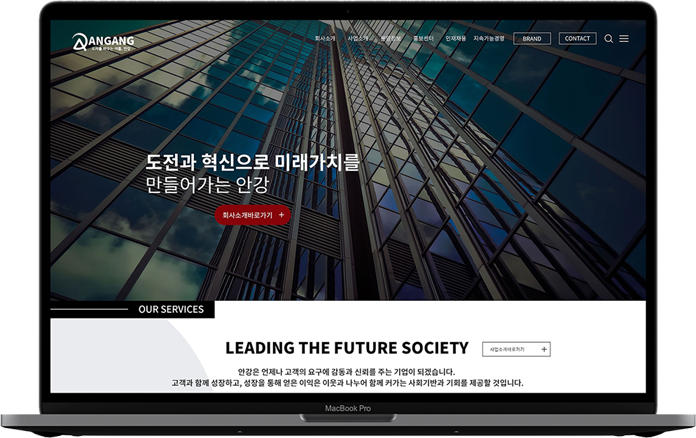 ANGANG
회사소개 사업소개 분양정보 홍보센터 인재채용 지속가능경영 BRAND CONTACT
도전과 혁신으로 미래가치를
만들어가는 안강
회사소개바로가기 +
OUR SERVICES
LEADING THE FUTURE SOCIETY
사업소개바로가기 +
안강은 언제나 고객의 요구에 감동과 신뢰를 주는 기업이 되겠습니다.
고객과 함께 성장하고, 성장을 통해 얻은 이익은 이웃과 나누어 함께 커가는 사회기반과 기회를 제공할 것입니다.
MacBook Pro